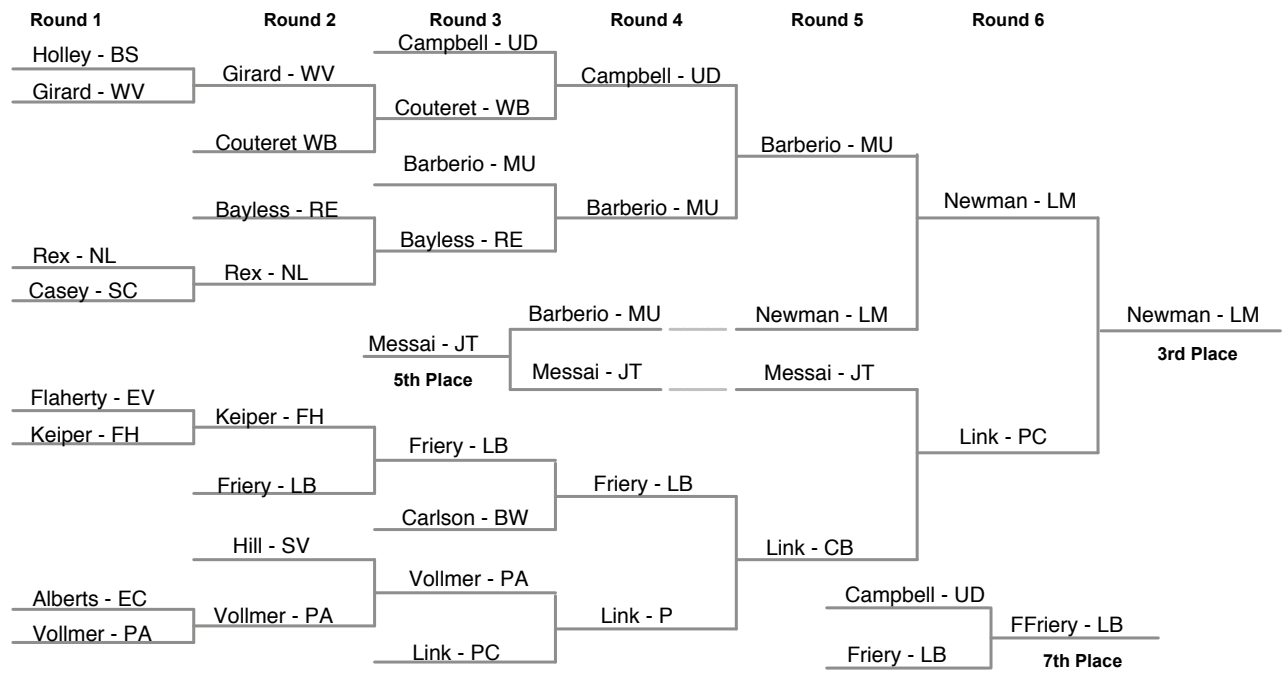 Round 1 Round 2 Round 3 Round 4 Round 5 Round 6
Campbell - UD
Holley - BS
Girard - WV
Campbell - UD
Girard - WV
Couteret - WB
Couteret WB
Barberio - MU
Barberio - MU
Newman - LM
Bayless - RE
Barberio - MU
Bayless - RE
Rex - NL
Rex - NL
Casey - SC
Barberio - MU
Newman - LM
Newman - LM
Messai - JT
3rd Place
5th Place
Messai - JT
Messai - JT
Flaherty - EV
Keiper - FH
Keiper - FH
Link - PC
Friery - LB
Friery - LB
Friery - LB
Carlson - BW
Hill - SV
Link - CB
Vollmer - PA
Alberts - EC
Campbell - UD
Vollmer - PA
Link - P
FFriery - LB
Vollmer - PA
Link - PC
Friery - LB
7th Place